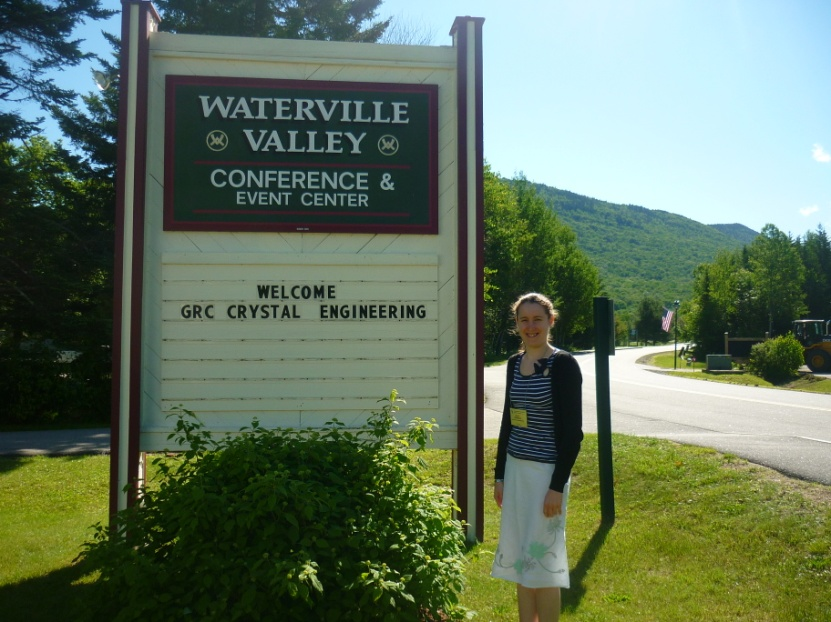 WATERVILLE
VALLEY
CONFERENCE &
EVENT CENTER
WELCOME
GRC CRYSTAL ENGINEERING